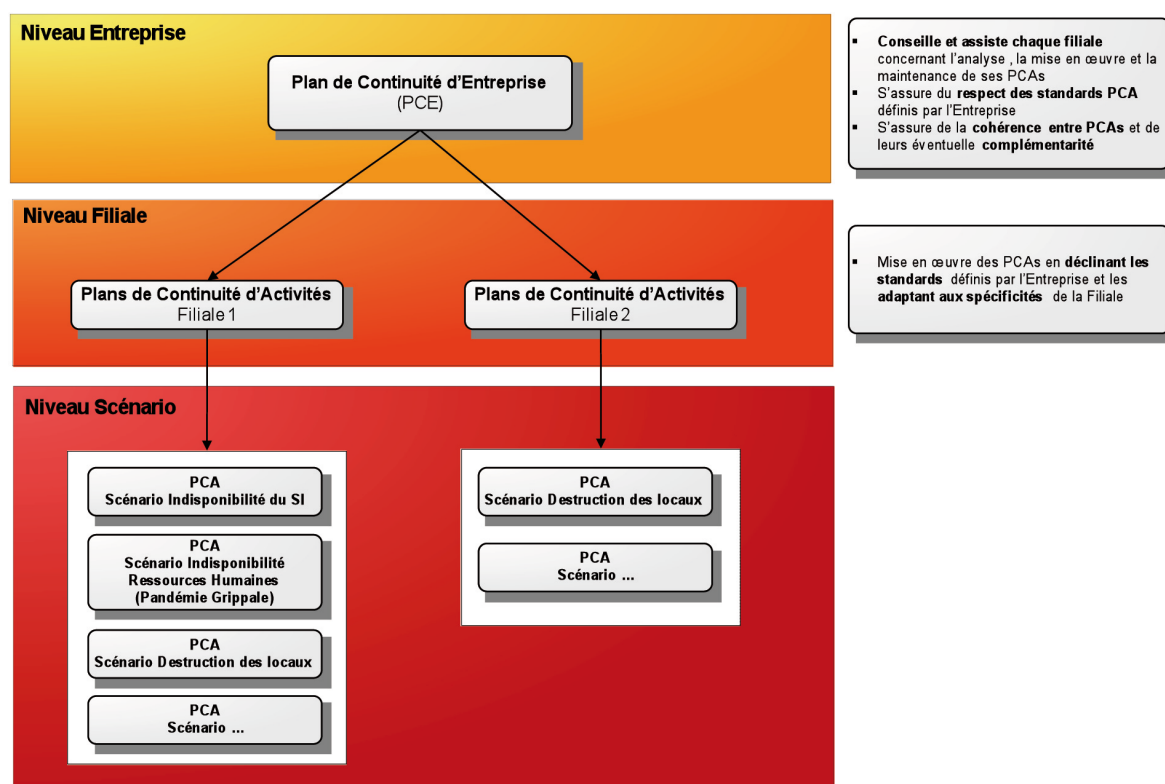 Niveau Entreprise
Plan de Continuité d'Entreprise
(PCE)
▪ Conseille et assiste chaque filiale
concernant l'analyse , la mise en œuvre et la
maintenance de ses PCAs
▪ S'assure du respect des standards PCA
définis par l'Entreprise
▪ S'assure de la cohérence entre PCAs et de
leurs éventuelle complémentarité
Niveau Filiale
Plans de Continuité d'Activités
Filiale 1
Plans de Continuité d'Activités
Filiale 2
▪ Mise en œuvre des PCAs en déclinant les
standards définis par l'Entreprise et les
adaptant aux spécificités de la Filiale
Niveau Scénario
PCA
Scénario Indisponibilité du SI
PCA
Scénario Indisponibilité
Ressources Humaines
(Pandémie Grippale)
PCA
Scénario Destruction des locaux
PCA
Scénario ...
PCA
Scénario Destruction des locaux
PCA
Scénario ...